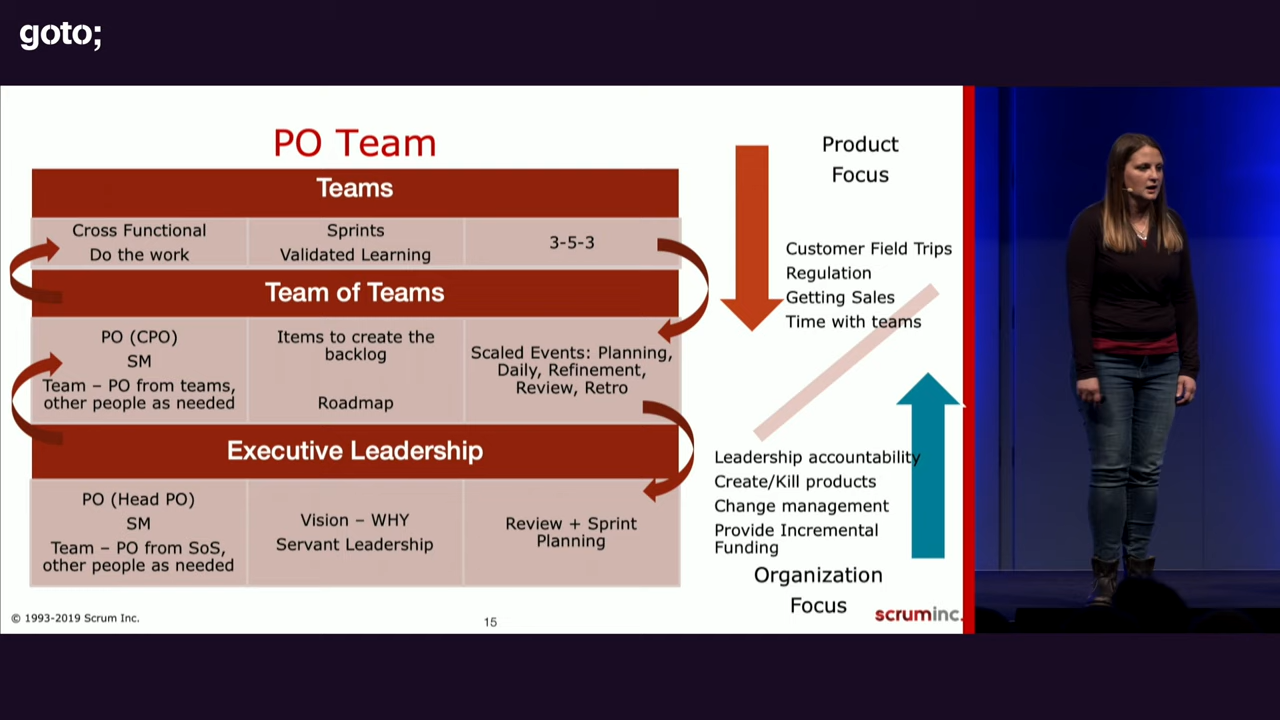 goto;
PO Team
Teams
Cross Functional
Do the work
Sprints
Validated Learning
3-5-3
Team of Teams
PO (CPO)
SM
Team – PO from teams,
other people as needed
Items to create the
backlog
Roadmap
Scaled Events: Planning,
Daily, Refinement,
Review, Retro
Executive Leadership
PO (Head PO)
SM
Team – PO from SoS,
other people as needed
Vision – WHY
Servant Leadership
Review + Sprint
Planning
Product
Focus
Customer Field Trips
Regulation
Getting Sales
Time with teams
Leadership accountability
Create/Kill products
Change management
Provide Incremental
Funding
Organization
Focus
© 1993-2019 Scrum Inc.
15
scruminc.